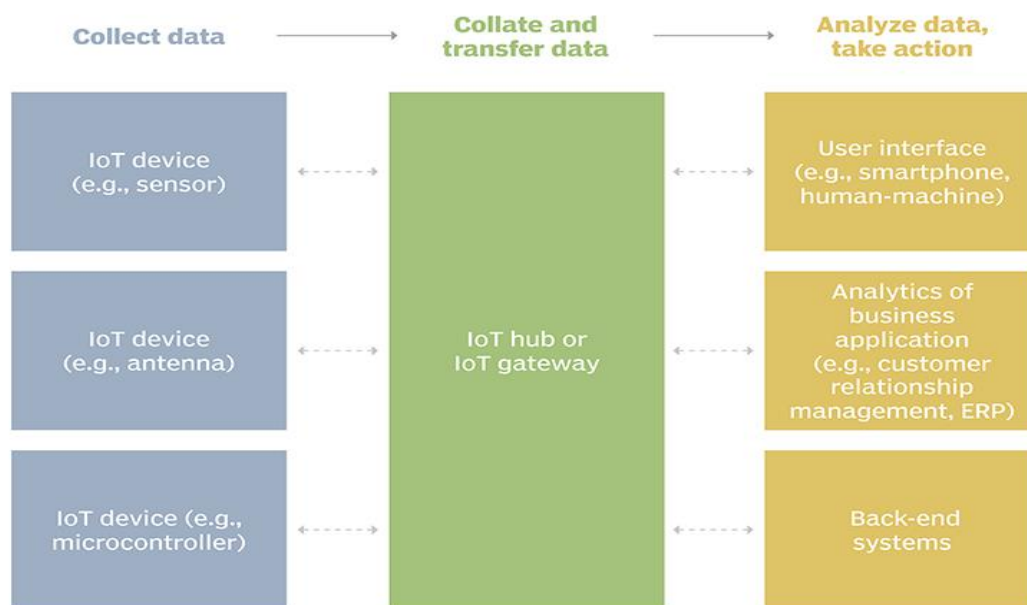 Collect data
Collate and
transfer data
Analyze data,
take action
IoT device
(e.g., sensor)
IoT device
(e.g., antenna)
IoT device (e.g.,
microcontroller)
IoT hub or
IoT gateway
User interface
(e.g., smartphone,
human-machine)
Analytics of
business
application
(e.g., customer
relationship
management, ERP)
Back-end
systems